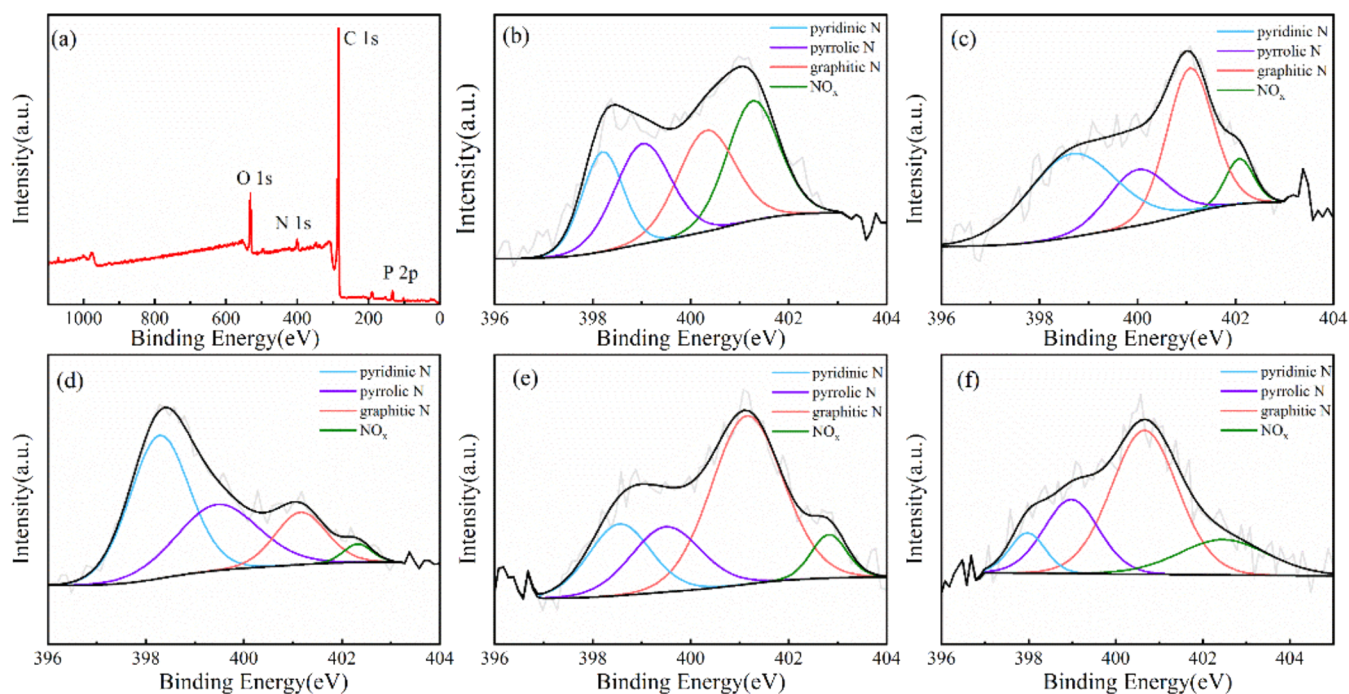 (a)
C 1s
O 1s
N 1s
P 2p
Intensity(a.u.)
1000 800 600 400 200 0
Binding Energy(eV)
(b)
pyridinic N
pyrrolic N
graphitic N
NOx
Intensity(a.u.)
396 398 400 402 404
Binding Energy(eV)
(c)
pyridinic N
pyrrolic N
graphitic N
NOx
Intensity(a.u.)
396 398 400 402 404
Binding Energy(eV)
(d)
pyridinic N
pyrrolic N
graphitic N
NOx
Intensity(a.u.)
396 398 400 402 404
Binding Energy(eV)
(e)
pyridinic N
pyrrolic N
graphitic N
NOx
Intensity(a.u.)
396 398 400 402 404
Binding Energy(eV)
(f)
pyridinic N
pyrrolic N
graphitic N
NOx
Intensity(a.u.)
396 398 400 402 404
Binding Energy(eV)